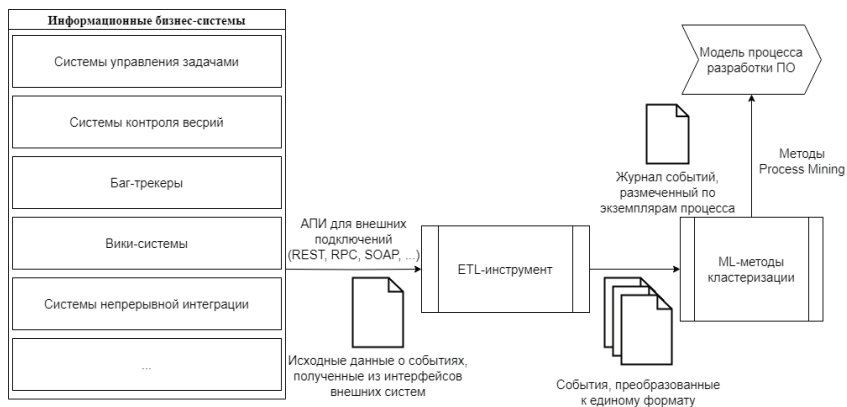 Информационные бизнес-системы
Системы управления задачами
Системы контроля весрий
Баг-трекеры
Вики-системы
Системы непрерывной интеграции
...
АПИ для внешних
подключений
(REST, RPC, SOAP, ...)
Исходные данные о событиях,
полученные из интерфейсов
внешних систем
ETL-инструмент
События, преобразованные
к единому формату
ML-методы
кластеризации
Журнал событий,
размеченный по
экземплярам процесса
Методы
Process Mining
Модель процесса
разработки ПО